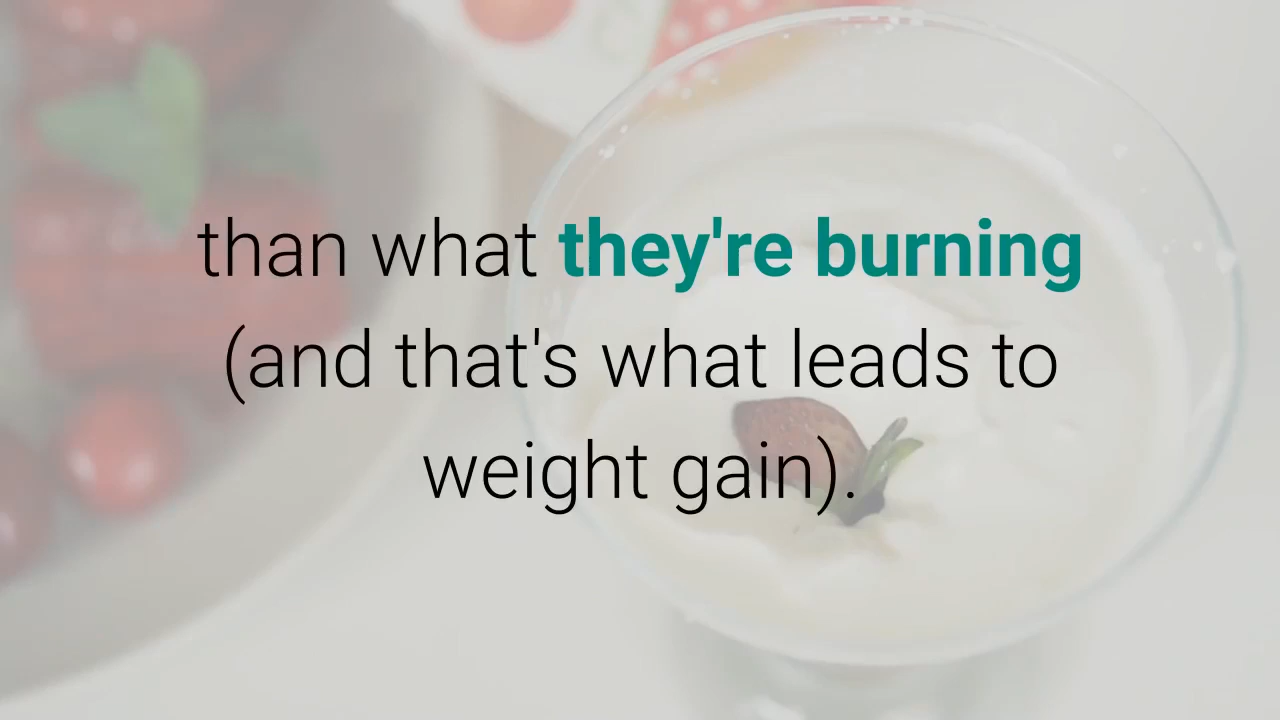 than what they're burning
(and that's what leads to
weight gain).